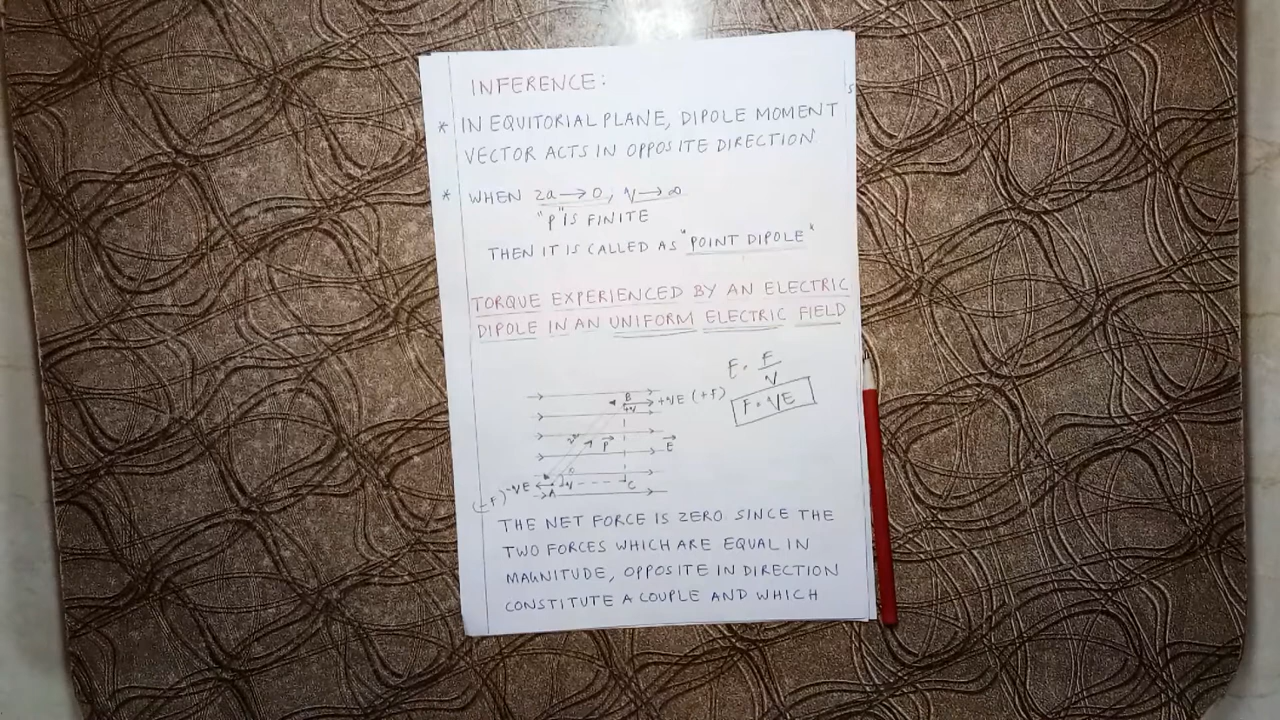 INFERENCE:
* IN EQUITORIAL PLANE, DIPOLE MOMENT
VECTOR ACTS IN OPPOSITE DIRECTION
* WHEN 2a → 0, q → ∞
"P" IS FINITE
THEN IT IS CALLED AS "POINT DIPOLE"
TORQUE EXPERIENCED BY AN ELECTRIC
DIPOLE IN AN UNIFORM ELECTRIC FIELD
E = F/q
F = qE
B
+qE (+F)
+q
P
E
-qE
(-F)
A
C
THE NET FORCE IS ZERO SINCE THE
TWO FORCES WHICH ARE EQUAL IN
MAGNITUDE, OPPOSITE IN DIRECTION
CONSTITUTE A COUPLE AND WHICH